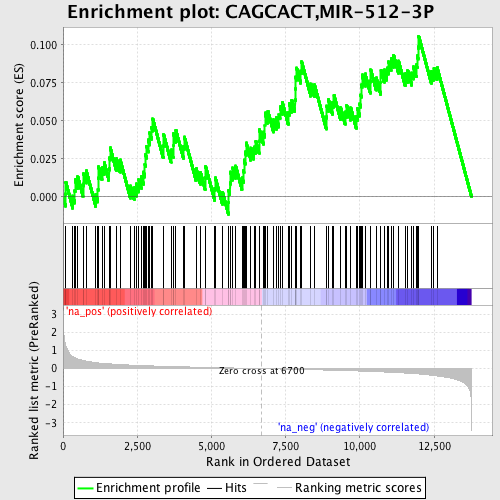 Enrichment plot: CAGCACT,MIR-512-3P
Enrichment score (ES)
0.100
0.075
0.050
0.025
0.000
'na_pos' (positively correlated)
Ranked list metric (PreRanked)
3
2
1
0
-1
-2
-3
Zero cross at 6700
'na_neg' (negatively correlated)
0
2,500
5,000
7,500
10,000
12,500
Rank in Ordered Dataset
Enrichment profile
Hits
Ranking metric scores